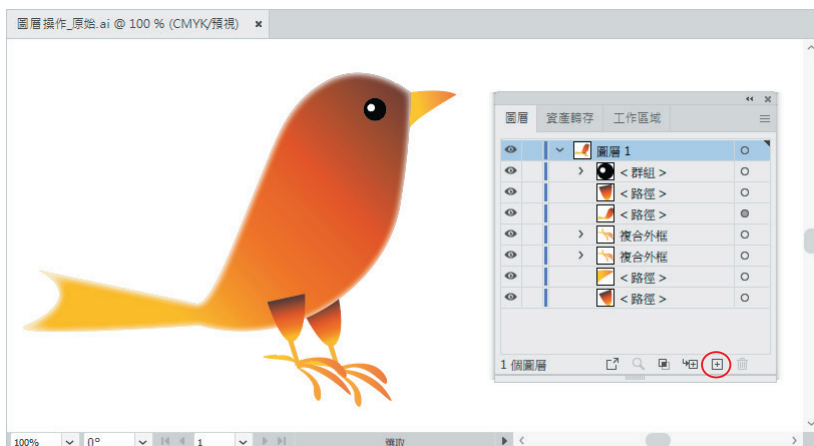 圖層操作_原始.ai @ 100 % (CMYK/預視) ×
圖層 資產轉存 工作區域
圖層 1
<群組>
<路徑>
<路徑>
複合外框
複合外框
<路徑>
<路徑>
1 個圖層
100% 0° 1 選取